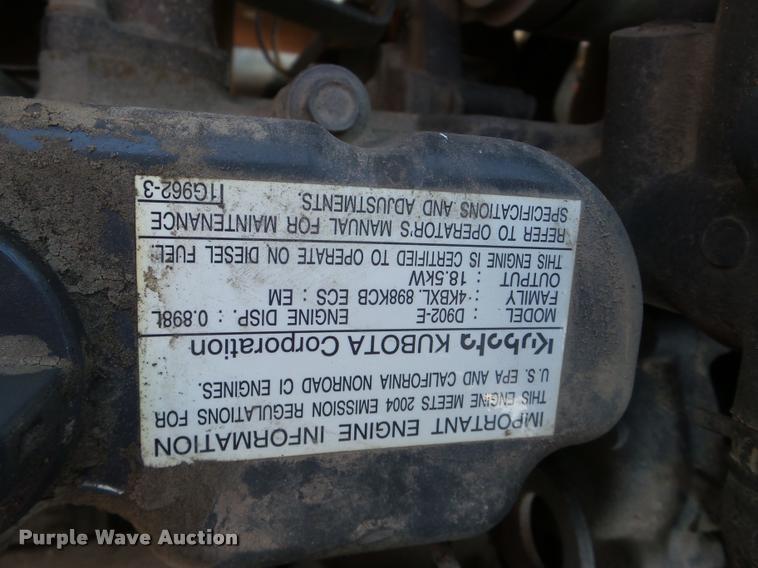 IMPORTANT ENGINE INFORMATION
THIS ENGINE MEETS 2004 EMISSION REGULATIONS FOR
U.S. EPA AND CALIFORNIA NONROAD CI ENGINES.
Kubota KUBOTA Corporation
MODEL : D902-E ENGINE DISP. : 0.898L
FAMILY : 4KBXL. 898KCB ECS : EM
OUTPUT : 18.5kW
THIS ENGINE IS CERTIFIED TO OPERATE ON DIESEL FUEL.
REFER TO OPERATOR'S MANUAL FOR MAINTENANCE
SPECIFICATIONS AND ADJUSTMENTS.
1G962-3
Purple Wave Auction